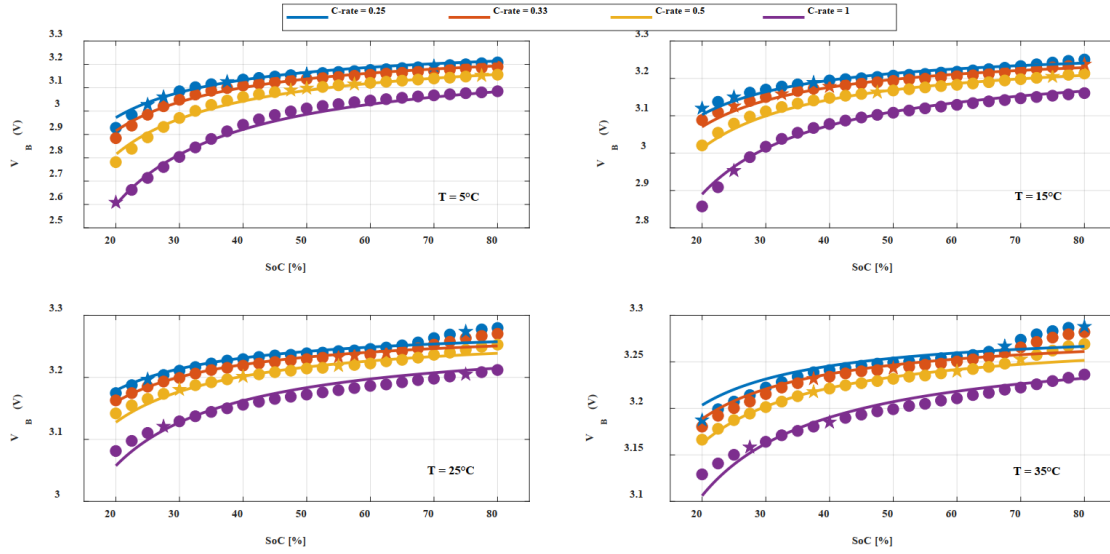 C-rate = 0.25 C-rate = 0.33 C-rate = 0.5 C-rate = 1
3.3
3.2
3.1
3
2.9
2.8
2.7
2.6
2.5
V B (V)
T = 5°C
20 30 40 50 60 70 80
SoC [%]
3.3
3.2
3.1
3
2.9
2.8
V B (V)
T = 15°C
20 30 40 50 60 70 80
SoC [%]
3.3
3.2
3.1
3
V B (V)
T = 25°C
20 30 40 50 60 70 80
SoC [%]
3.3
3.25
3.2
3.15
3.1
V B (V)
T = 35°C
20 30 40 50 60 70 80
SoC [%]